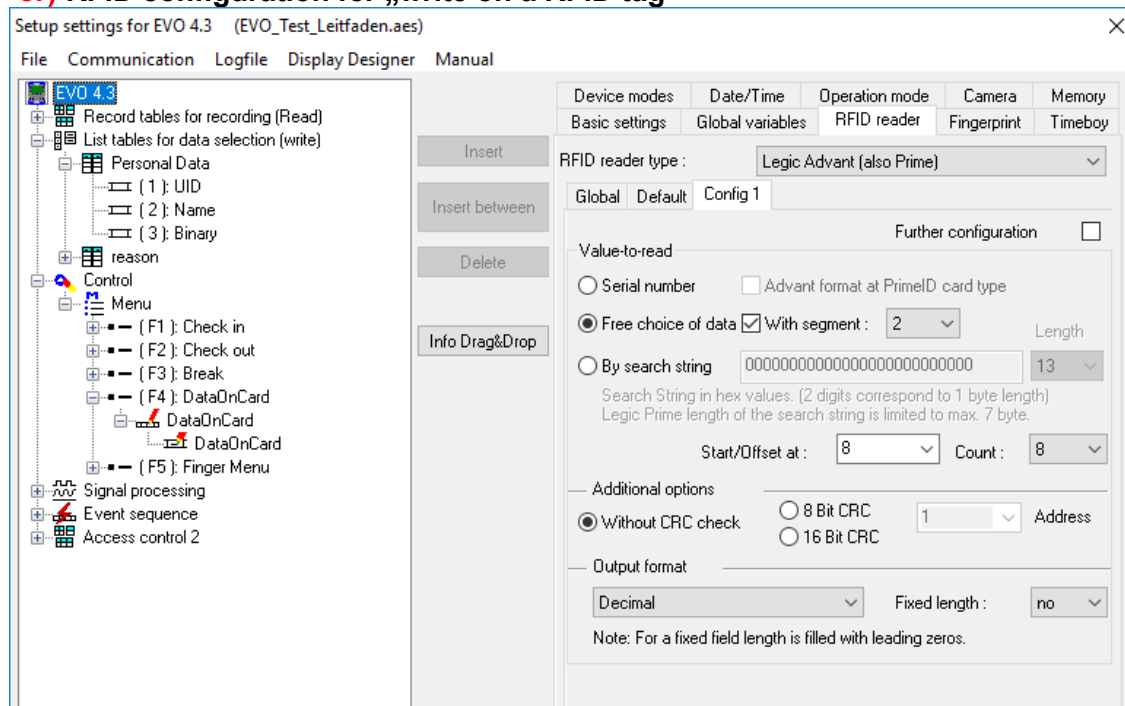 RFID configuration for „write on a RFID tag
Setup settings for EVO 4.3 (EVO_Test_Leitfaden.aes)
File Communication Logfile Display Designer Manual
EVO 4.3
Record tables for recording (Read)
List tables for data selection (write)
Personal Data
( 1 ): UID
( 2 ): Name
( 3 ): Binary
reason
Control
Menu
( F1 ): Check in
( F2 ): Check out
( F3 ): Break
( F4 ): DataOnCard
DataOnCard
DataOnCard
( F5 ): Finger Menu
Signal processing
Event sequence
Access control 2
Insert
Insert between
Delete
Info Drag&Drop
Device modes Date/Time Operation mode Camera Memory
Basic settings Global variables RFID reader Fingerprint Timeboy
RFID reader type : Legic Advant (also Prime)
Global Default Config 1
Further configuration
Value-to-read
Serial number Advant format at PrimeID card type
Free choice of data With segment : 2
Length
By search string 00000000000000000000000000 13
Search String in hex values. (2 digits correspond to 1 byte length)
Legic Prime length of the search string is limited to max. 7 byte.
Start/Offset at : 8 Count : 8
Additional options
Without CRC check 8 Bit CRC 1 Address
16 Bit CRC
Output format
Decimal Fixed length : no
Note: For a fixed field length is filled with leading zeros.